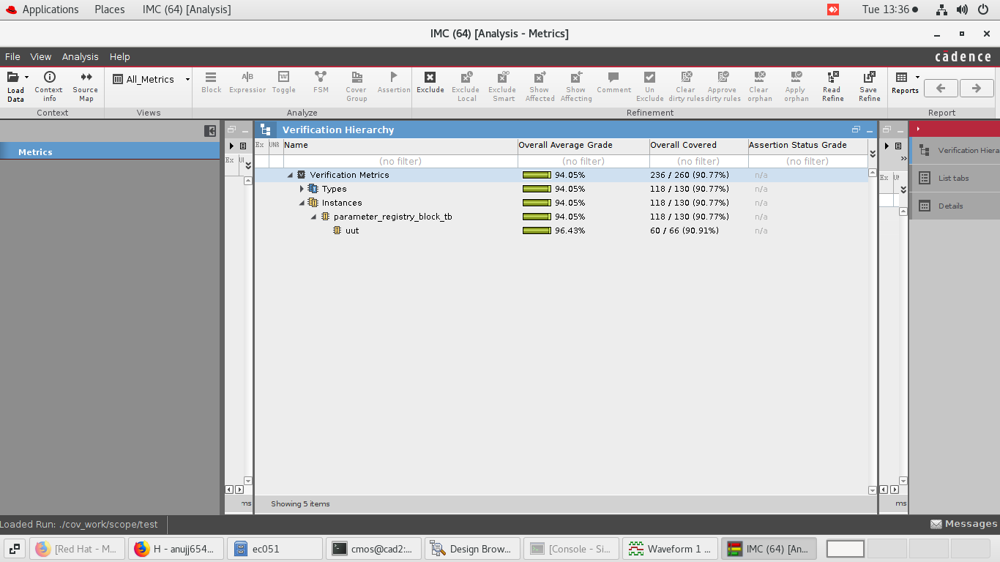 Applications Places IMC (64) [Analysis] Tue 13:36
IMC (64) [Analysis - Metrics]
File View Analysis Help cādence
Load Data
Context info
Source Map
Context
All_Metrics
Views
Block
Expression
Toggle
FSM
Cover Group
Assertion
Analyze
Exclude
Exclude Local
Exclude Smart
Show Affected
Show Affecting
Comment
Un Exclude
Clear dirty rules
Approve dirty rules
Clear orphan
Apply orphan
Read Refine
Save Refine
Refinement
Reports
Report
Metrics
Ex UI
ms
Verification Hierarchy
Ex UNR Name Overall Average Grade Overall Covered Assertion Status Grade
(no filter) (no filter) (no filter) (no filter)
Verification Metrics 94.05% 236 / 260 (90.77%) n/a
Types 94.05% 118 / 130 (90.77%) n/a
Instances 94.05% 118 / 130 (90.77%) n/a
parameter_registry_block_tb 94.05% 118 / 130 (90.77%) n/a
uut 96.43% 60 / 66 (90.91%) n/a
Showing 5 items
Ex
ms
Verification Hiera
List tabs
Details
Loaded Run: ./cov_work/scope/test Messages
[Red Hat - M... H - anujj654... ec051 cmos@cad2:... Design Brow... [Console - Si... Waveform 1 ... IMC (64) [An...